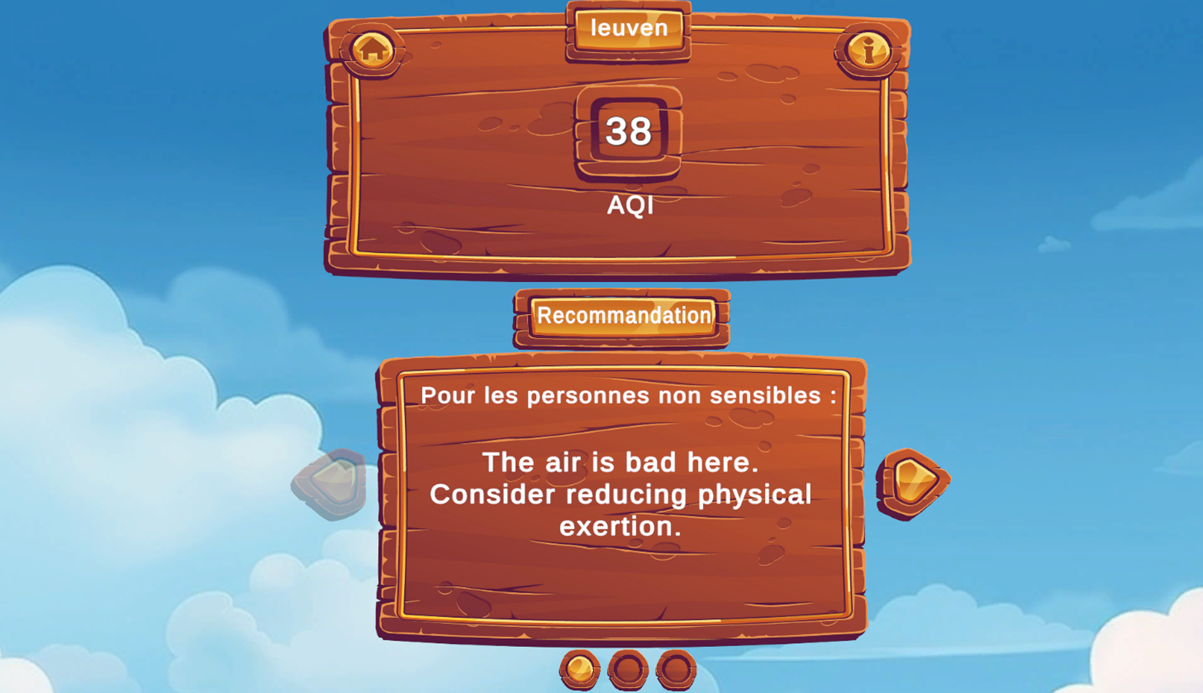 leuven
38
AQI
Recommandation
Pour les personnes non sensibles :
The air is bad here.
Consider reducing physical
exertion.